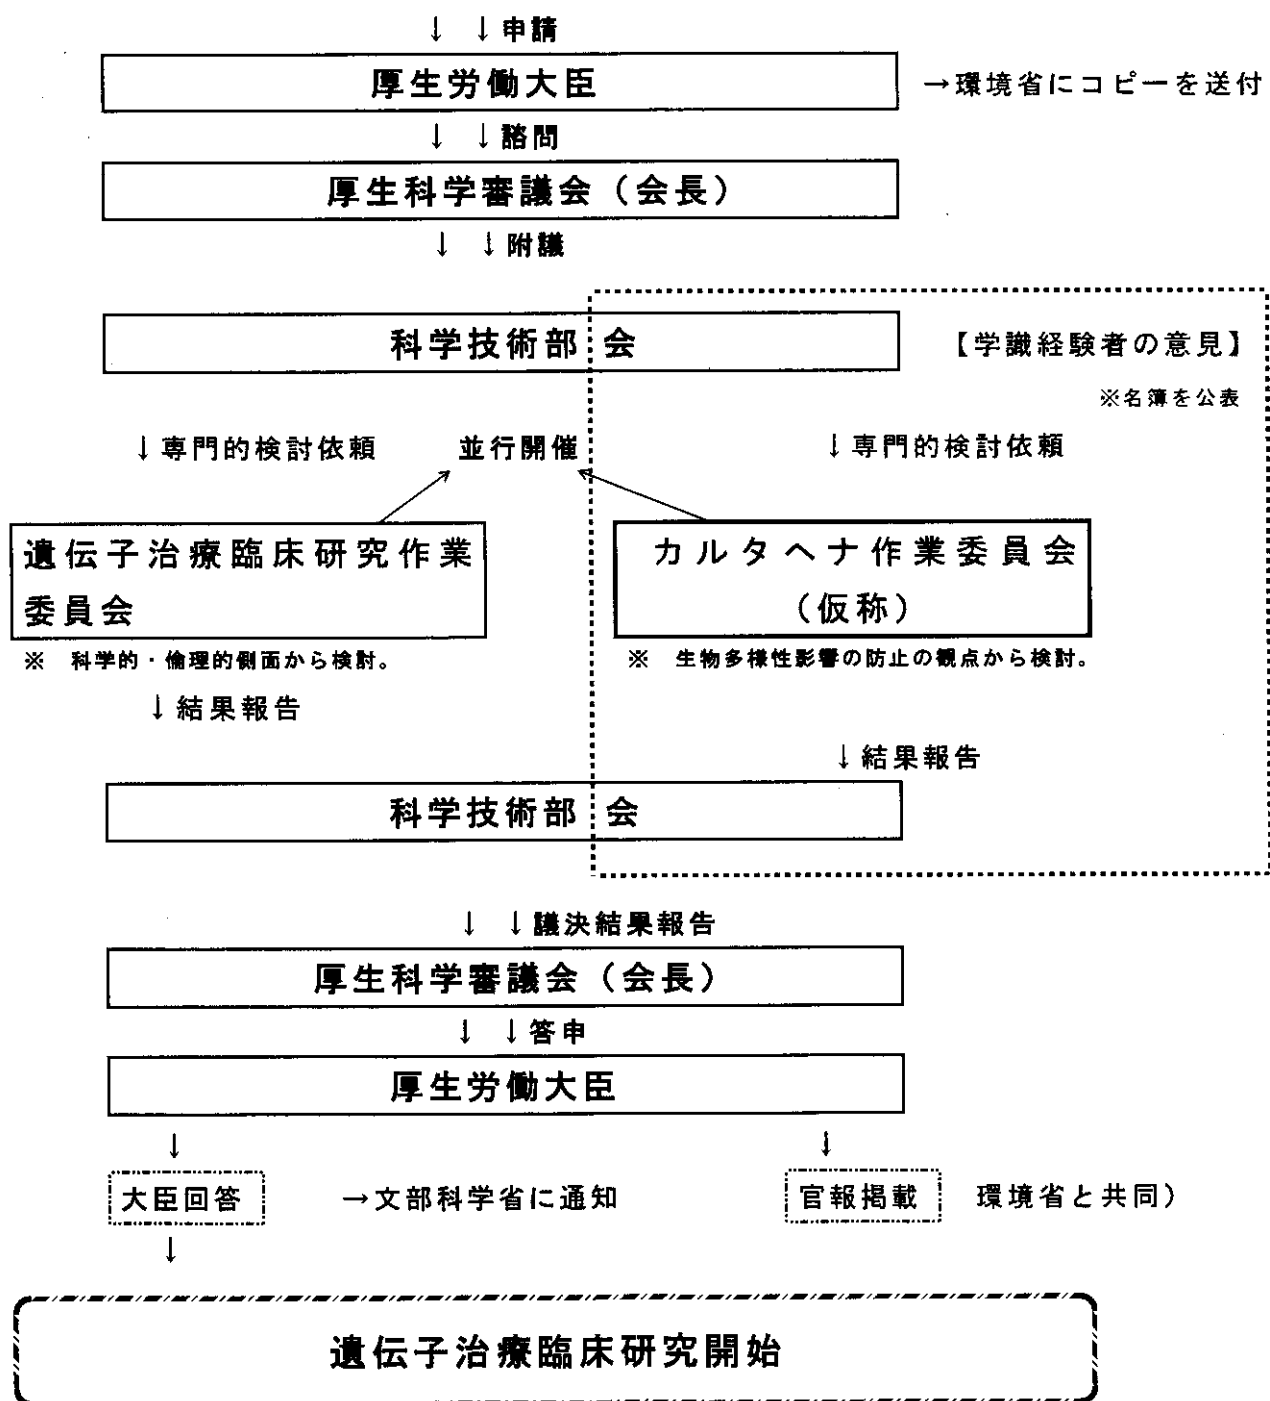 ↓ ↓申請
厚生労働大臣 →環境省にコピーを送付
↓ ↓諮問
厚生科学審議会（会長）
↓ ↓附議
科学技術部会 【学識経験者の意見】
※名簿を公表
↓専門的検討依頼 並行開催 ↓専門的検討依頼
遺伝子治療臨床研究作業
委員会
カルタヘナ作業委員会
（仮称）
※ 科学的・倫理的側面から検討。
※ 生物多様性影響の防止の観点から検討。
↓結果報告
↓結果報告
科学技術部会
↓ ↓議決結果報告
厚生科学審議会（会長）
↓ ↓答申
厚生労働大臣
↓ ↓
大臣回答 →文部科学省に通知 官報掲載 環境省と共同）
↓
遺伝子治療臨床研究開始